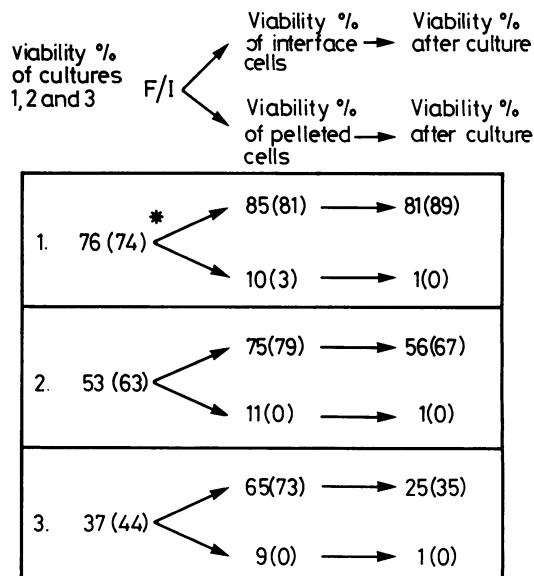 Viability %
of cultures
1,2 and 3
F/I
Viability %
of interface
cells
Viability %
after culture
Viability %
of pelleted
cells
Viability %
after culture
1. 76 (74) *
85(81) 81(89)
10(3) 1(0)
2. 53 (63)
75(79) 56(67)
11(0) 1(0)
3. 37 (44)
65(73) 25(35)
9(0) 1(0)